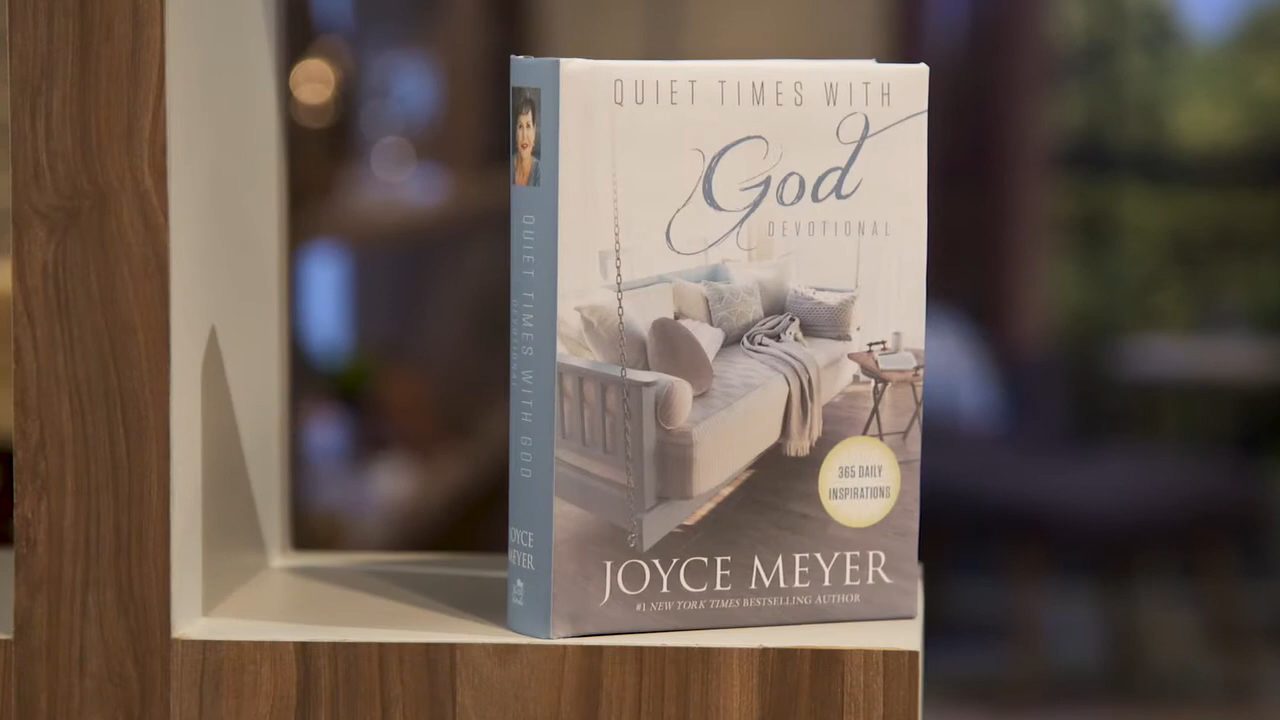 QUIET TIMES WITH
God
DEVOTIONAL
365 DAILY
INSPIRATIONS
JOYCE MEYER
#1 NEW YORK TIMES BESTSELLING AUTHOR
QUIET TIMES WITH GOD
DEVOTIONAL
JOYCE
MEYER